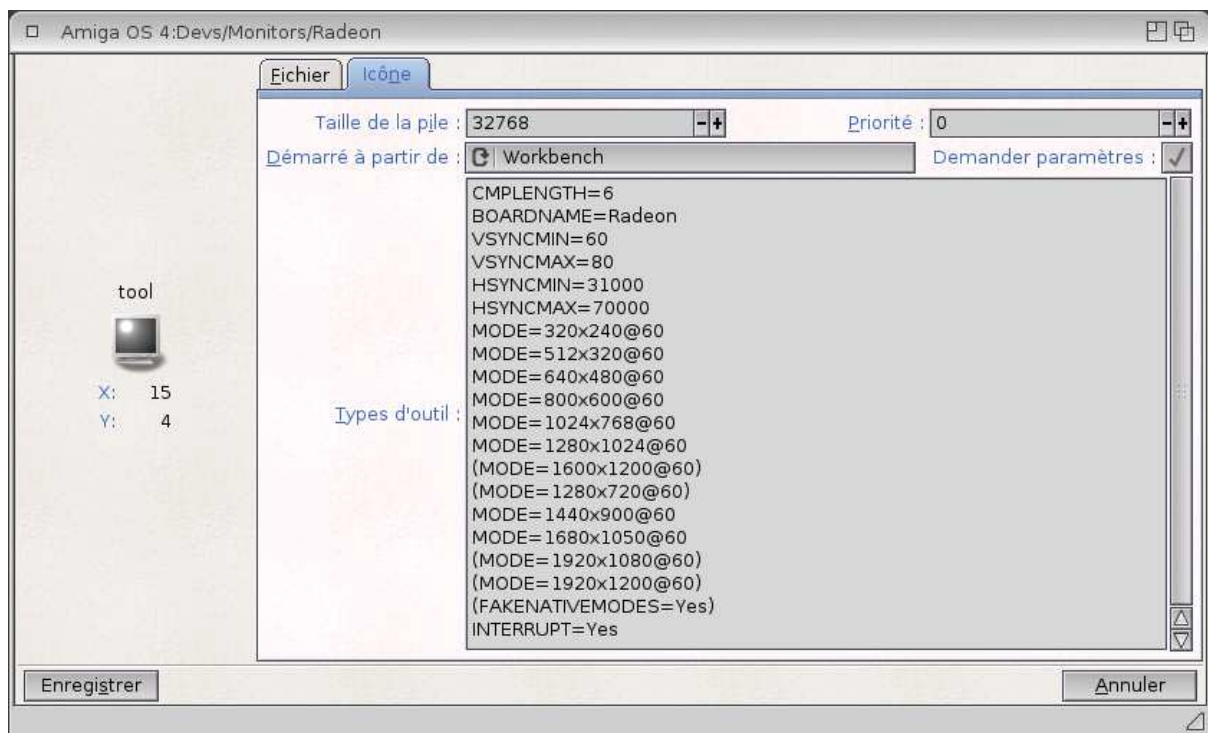 Amiga OS 4:Devs/Monitors/Radeon
Fichier Icône
Taille de la pile : 32768 - + Priorité : 0 - +
Démarré à partir de : Workbench Demander paramètres :
tool
X: 15
Y: 4
Types d'outil :
CMPLENGTH=6
BOARDNAME=Radeon
VSYNCMIN=60
VSYNCMAX=80
HSYNCMIN=31000
HSYNCMAX=70000
MODE=320x240@60
MODE=512x320@60
MODE=640x480@60
MODE=800x600@60
MODE=1024x768@60
MODE=1280x1024@60
(MODE=1600x1200@60)
(MODE=1280x720@60)
MODE=1440x900@60
MODE=1680x1050@60
(MODE=1920x1080@60)
(MODE=1920x1200@60)
(FAKENATIVEMODES=Yes)
INTERRUPT=Yes
Enregistrer Annuler